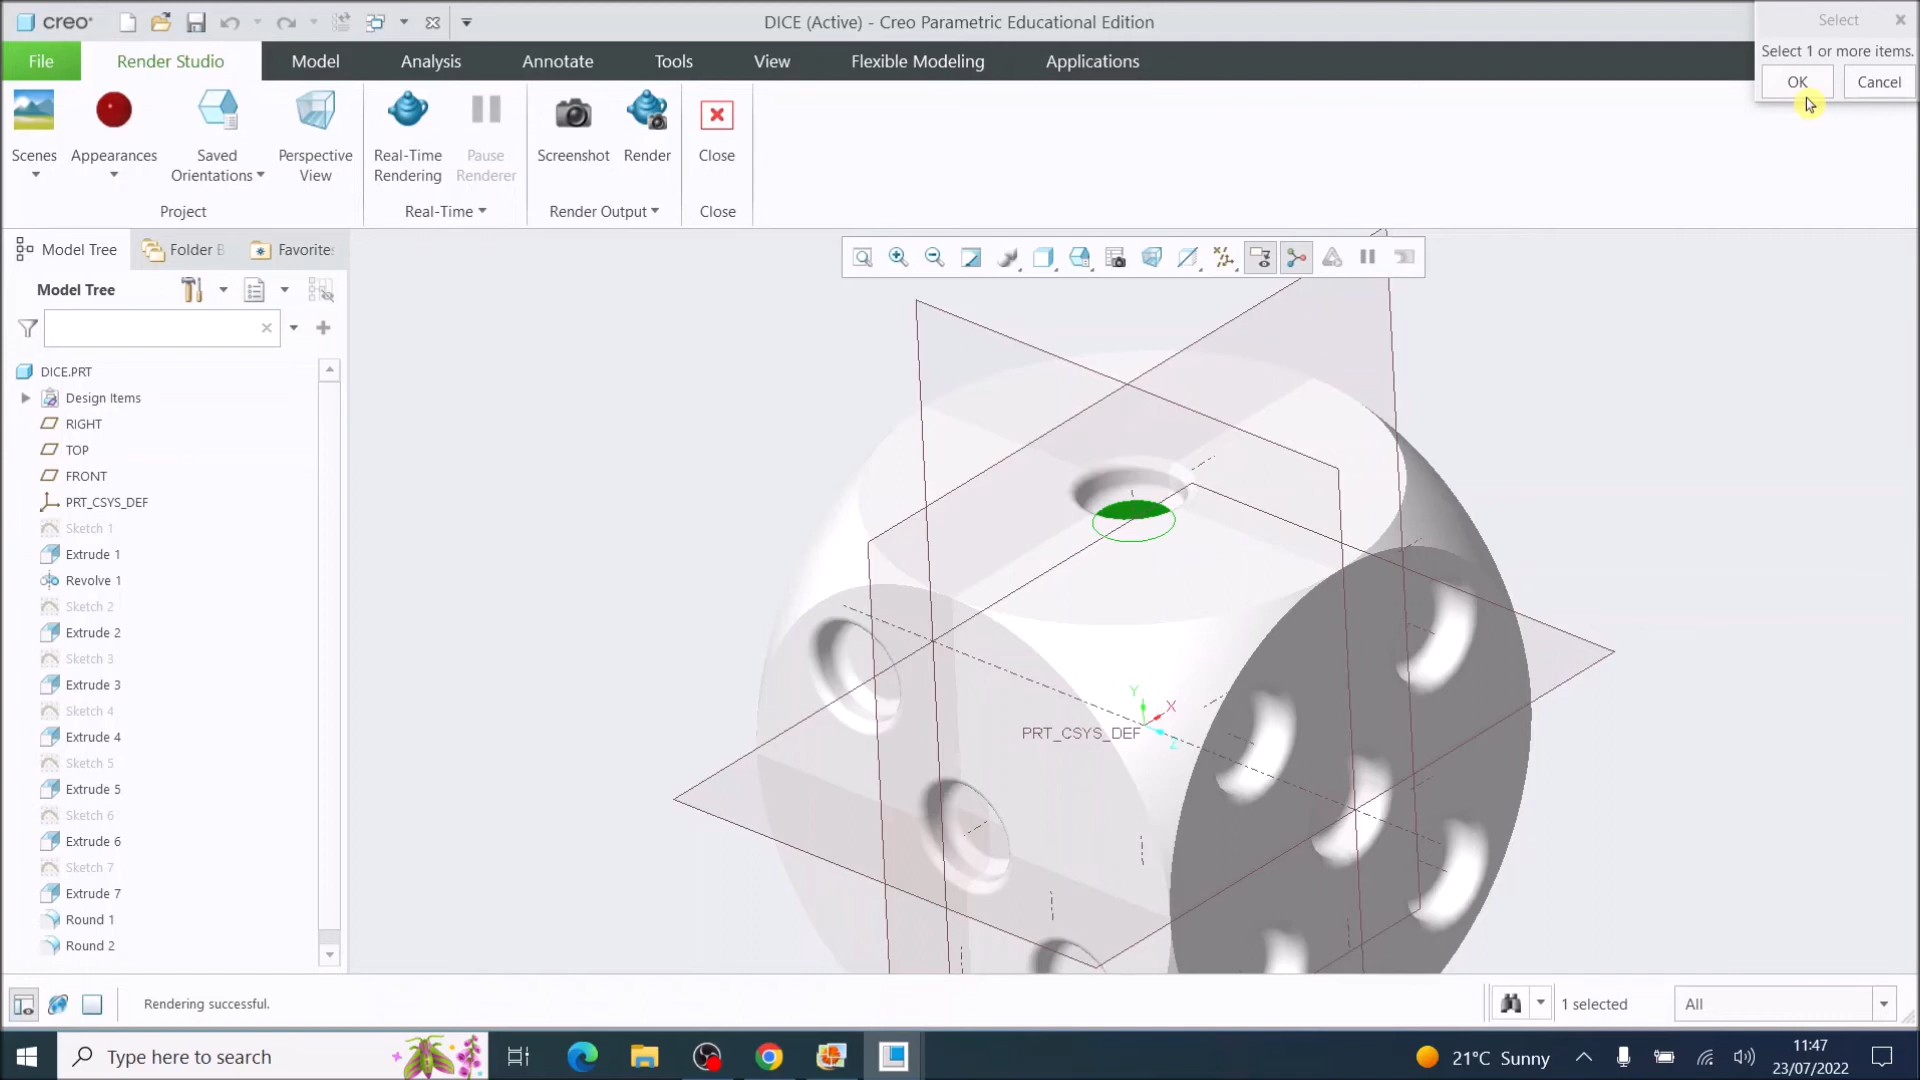 creo
DICE (Active) - Creo Parametric Educational Edition
Select
Select 1 or more items.
OK
Cancel
File
Render Studio
Model
Analysis
Annotate
Tools
View
Flexible Modeling
Applications
Scenes
Appearances
Saved
Orientations
Perspective
View
Real-Time
Rendering
Pause
Renderer
Screenshot
Render
Close
Project
Real-Time
Render Output
Close
Model Tree
Folder B
Favorite
Model Tree
DICE.PRT
Design Items
RIGHT
TOP
FRONT
PRT_CSYS_DEF
Sketch 1
Extrude 1
Revolve 1
Sketch 2
Extrude 2
Sketch 3
Extrude 3
Sketch 4
Extrude 4
Sketch 5
Extrude 5
Sketch 6
Extrude 6
Sketch 7
Extrude 7
Round 1
Round 2
Y
X
PRT_CSYS_DEF
Z
Rendering successful.
1 selected
All
Type here to search
21°C Sunny
11:47
23/07/2022